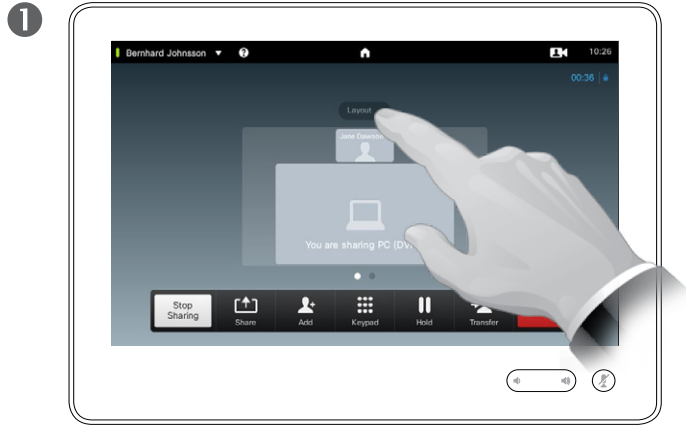 1
Bernhard Johnsson ? 10:26
00:36
Layout
Jane Dawson
You are sharing PC (DV
Stop
Sharing
Share
Add
Keypad
Hold
Transfer